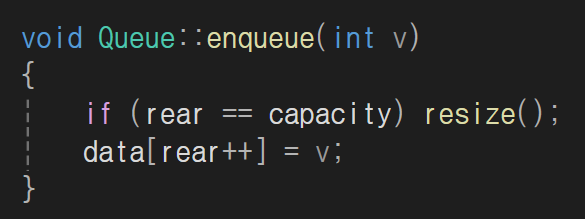 void Queue::enqueue(int v)
{
if (rear == capacity) resize();
data[rear++] = v;
}